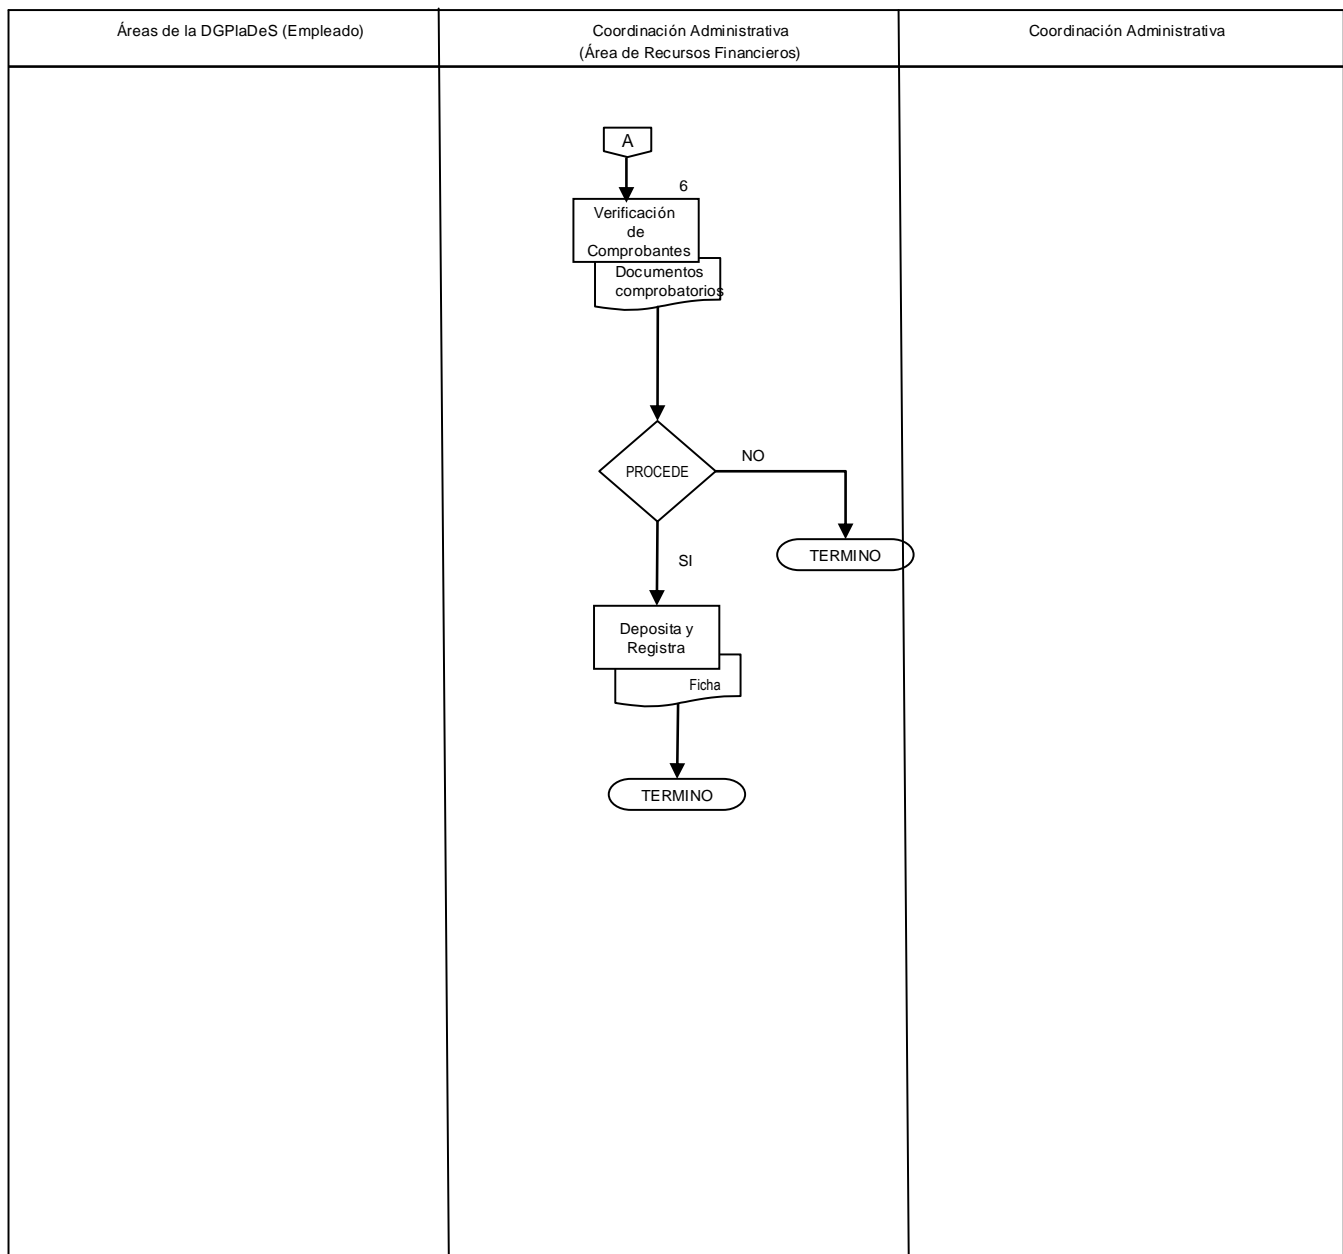 Áreas de la DGPlaDeS (Empleado)
Coordinación Administrativa
(Área de Recursos Financieros)
Coordinación Administrativa
A
6
Verificación
de
Comprobantes
Documentos
comprobatorios
PROCEDE
NO
TERMINO
SI
Deposita y
Registra
Ficha
TERMINO